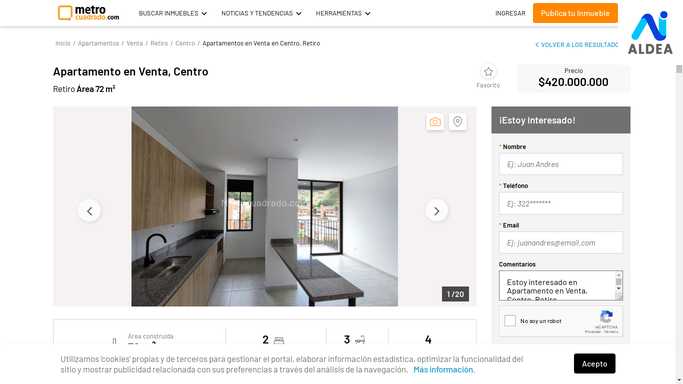 metro
cuadrado.com
BUSCAR INMUEBLES
NOTICIAS Y TENDENCIAS
HERRAMIENTAS
INGRESAR
Publica tu Inmueble
ALDEA
Inicio / Apartamentos / Venta / Retiro / Centro / Apartamentos en Venta en Centro, Retiro
VOLVER A LOS RESULTADO
Apartamento en Venta, Centro
Retiro Área 72 m²
Favorito
Precio
$420.000.000
1 / 20
¡Estoy Interesado!
* Nombre
Ej: Juan Andres
* Teléfono
Ej: 322*******
* Email
Ej: juanandres@email.com
Comentarios
Estoy interesado en
Apartamento en Venta,
Centro, Retiro
No soy un robot
reCAPTCHA
Privacidad - Términos
Área construida
2
3
4
Utilizamos 'cookies' propias y de terceros para gestionar el portal, elaborar información estadística, optimizar la funcionalidad del
sitio y mostrar publicidad relacionada con sus preferencias a través del análisis de la navegación. Más información.
Acepto